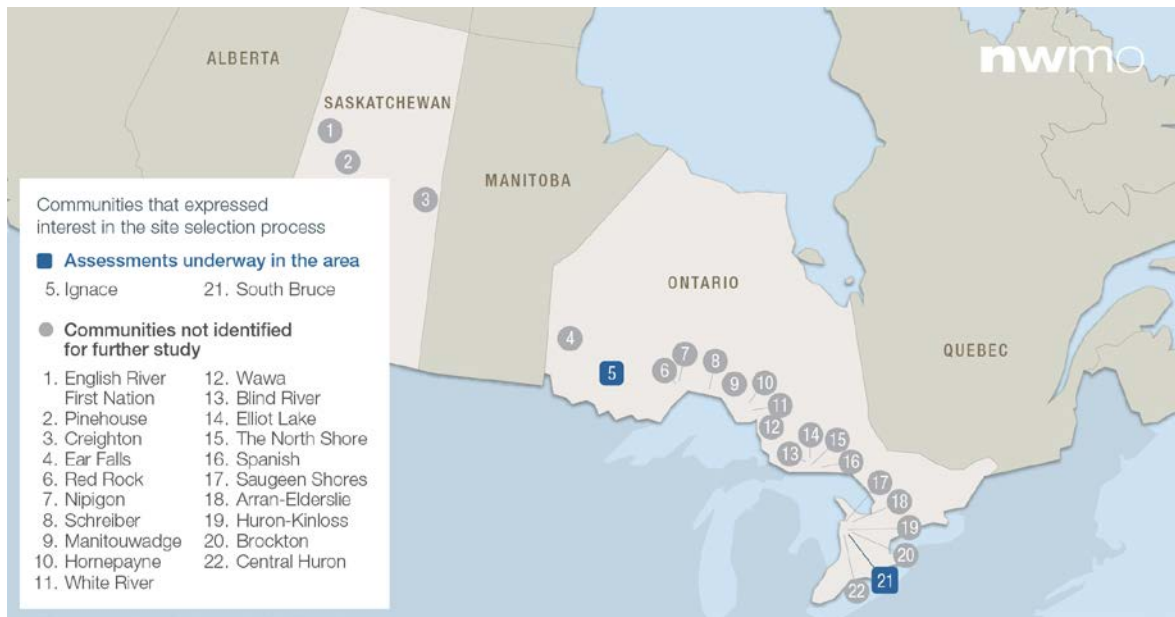 nwmo
ALBERTA
SASKATCHEWAN
MANITOBA
ONTARIO
QUEBEC
1
2
3
4
5
6
7
8
9
10
11
12
13
14
15
16
17
18
19
20
21
22
Communities that expressed
interest in the site selection process
Assessments underway in the area
5. Ignace
21. South Bruce
Communities not identified
for further study
1. English River
First Nation
2. Pinehouse
3. Creighton
4. Ear Falls
6. Red Rock
7. Nipigon
8. Schreiber
9. Manitouwadge
10. Hornepayne
11. White River
12. Wawa
13. Blind River
14. Elliot Lake
15. The North Shore
16. Spanish
17. Saugeen Shores
18. Arran-Elderslie
19. Huron-Kinloss
20. Brockton
22. Central Huron